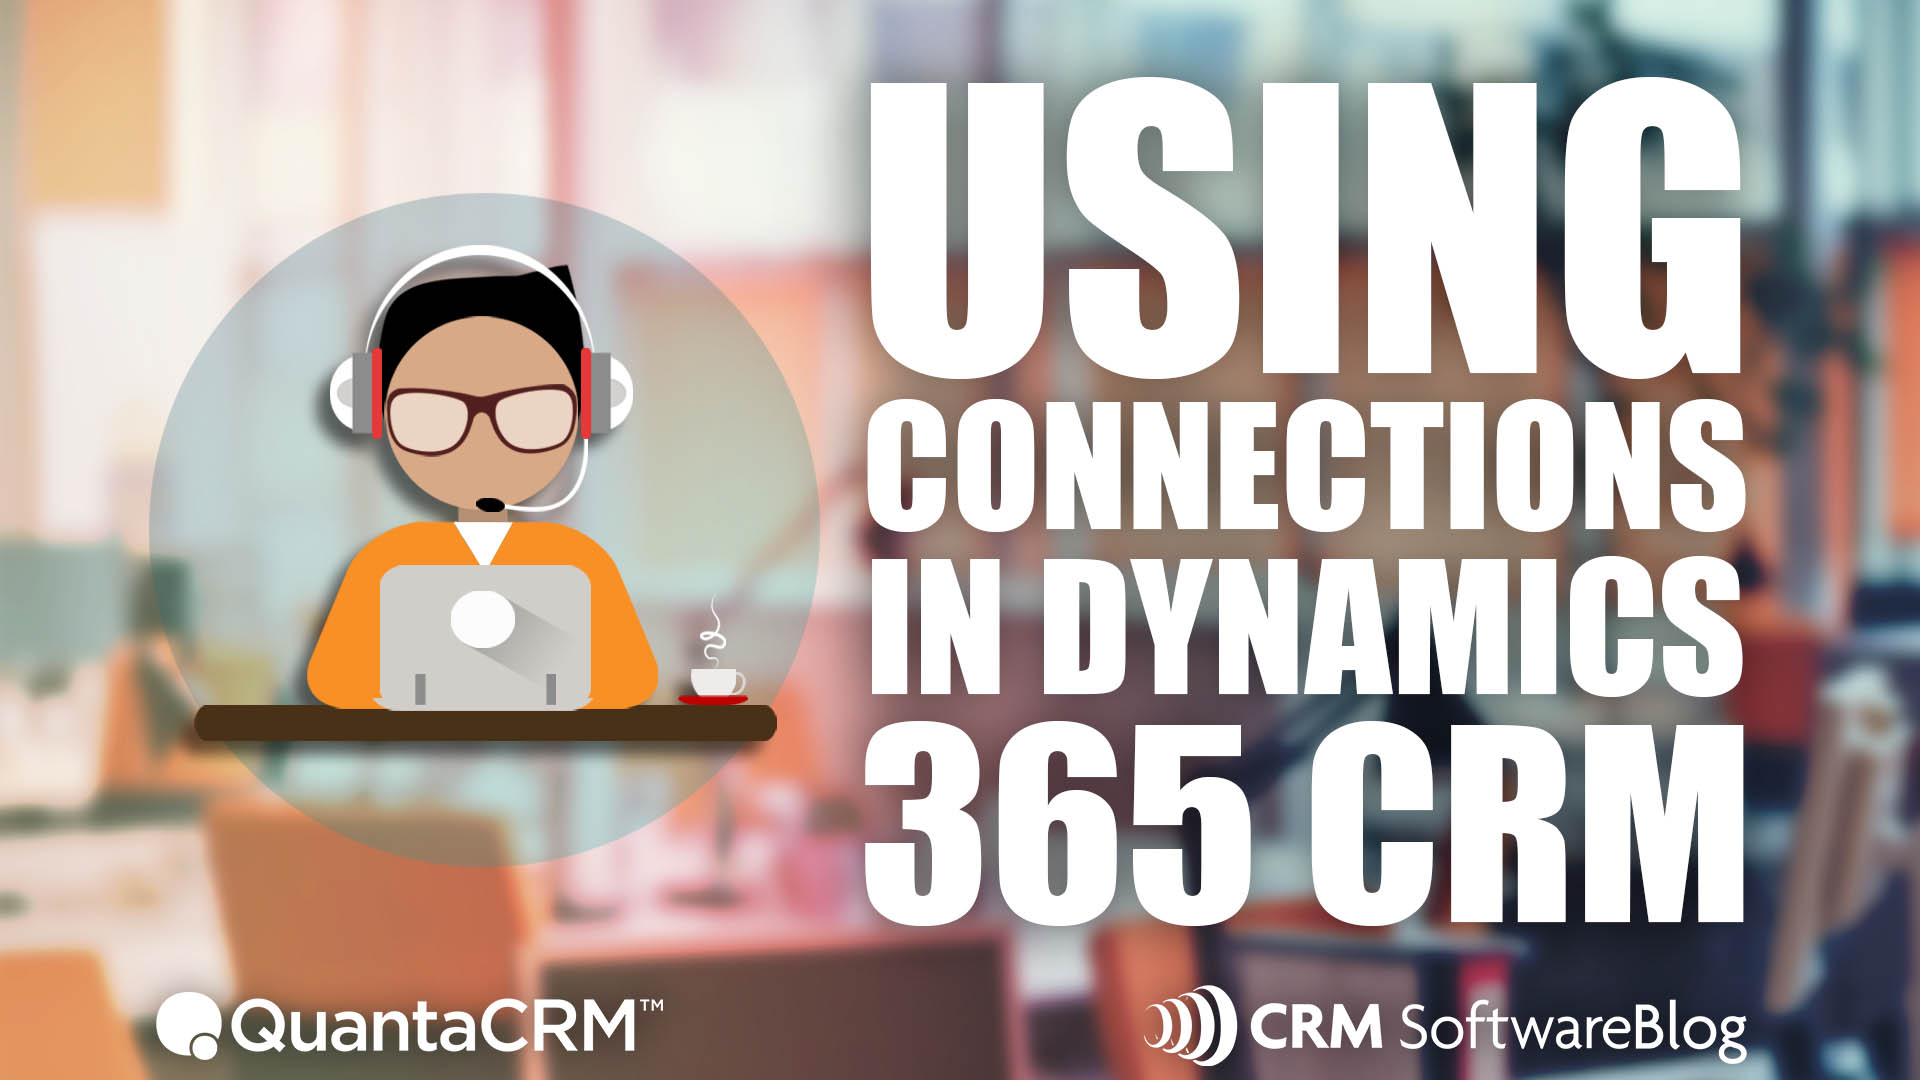 USING
CONNECTIONS
IN DYNAMICS
365 CRM
QuantaCRM™
CRM SoftwareBlog